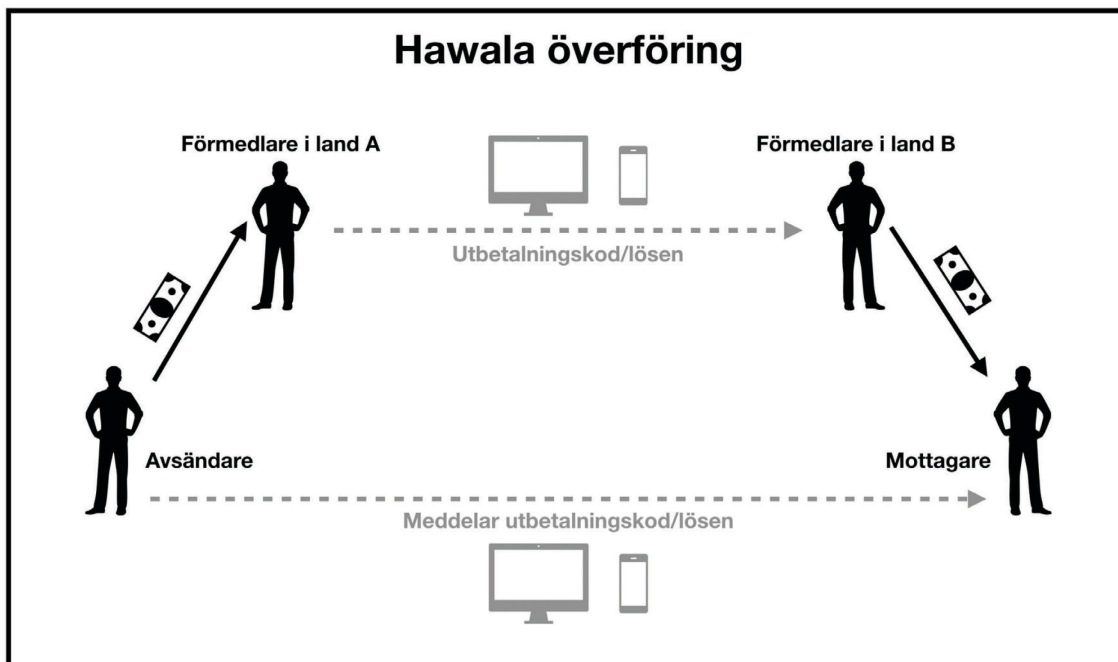 Hawala överföring
Förmedlare i land A
Förmedlare i land B
Utbetalningskod/lösen
Avsändare
Mottagare
Meddelar utbetalningskod/lösen